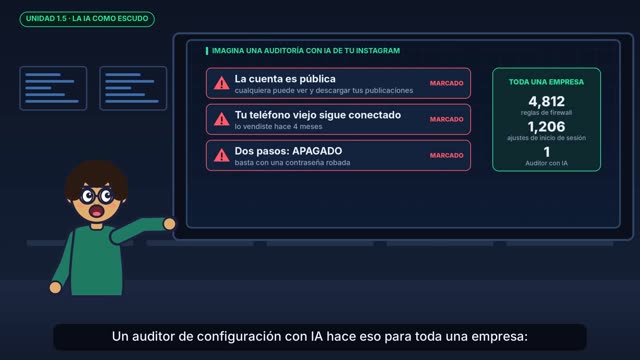 UNIDAD 1.5 · LA IA COMO ESCUDO
IMAGINA UNA AUDITORÍA CON IA DE TU INSTAGRAM
La cuenta es pública
cualquiera puede ver y descargar tus publicaciones
MARCADO
Tu teléfono viejo sigue conectado
lo vendiste hace 4 meses
MARCADO
Dos pasos: APAGADO
basta con una contraseña robada
MARCADO
TODA UNA EMPRESA
4,812
reglas de firewall
1,206
ajustes de inicio de sesión
1
Auditor con IA
Un auditor de configuración con IA hace eso para toda una empresa: